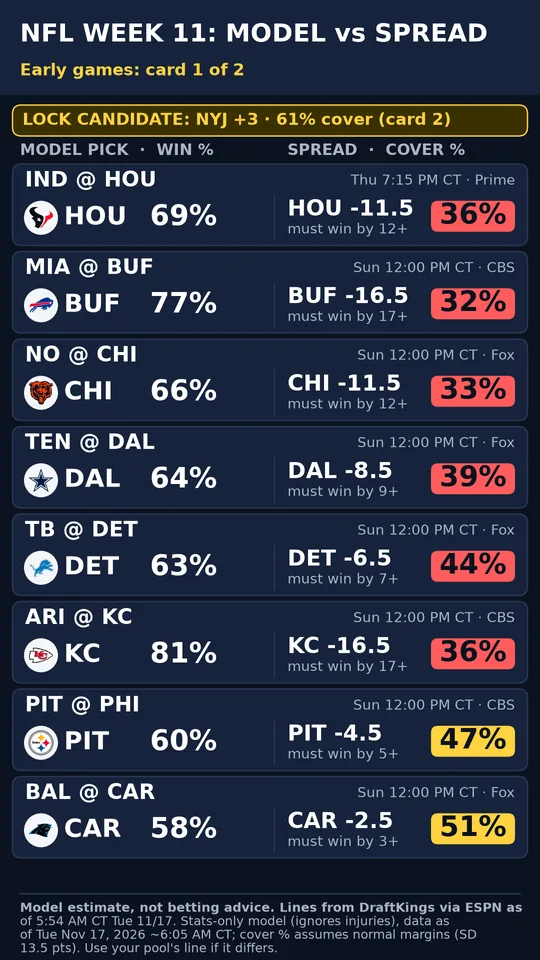 NFL WEEK 11: MODEL vs SPREAD
Early games: card 1 of 2
LOCK CANDIDATE: NYJ +3 · 61% cover (card 2)
MODEL PICK · WIN % SPREAD · COVER %
IND @ HOU Thu 7:15 PM CT · Prime
HOU 69% HOU -11.5 36%
must win by 12+
MIA @ BUF Sun 12:00 PM CT · CBS
BUF 77% BUF -16.5 32%
must win by 17+
NO @ CHI Sun 12:00 PM CT · Fox
CHI 66% CHI -11.5 33%
must win by 12+
TEN @ DAL Sun 12:00 PM CT · Fox
DAL 64% DAL -8.5 39%
must win by 9+
TB @ DET Sun 12:00 PM CT · Fox
DET 63% DET -6.5 44%
must win by 7+
ARI @ KC Sun 12:00 PM CT · CBS
KC 81% KC -16.5 36%
must win by 17+
PIT @ PHI Sun 12:00 PM CT · CBS
PIT 60% PIT -4.5 47%
must win by 5+
BAL @ CAR Sun 12:00 PM CT · Fox
CAR 58% CAR -2.5 51%
must win by 3+
Model estimate, not betting advice. Lines from DraftKings via ESPN as
of 5:54 AM CT Tue 11/17. Stats-only model (ignores injuries), data as
of Tue Nov 17, 2026 ~6:05 AM CT; cover % assumes normal margins (SD
13.5 pts). Use your pool's line if it differs.